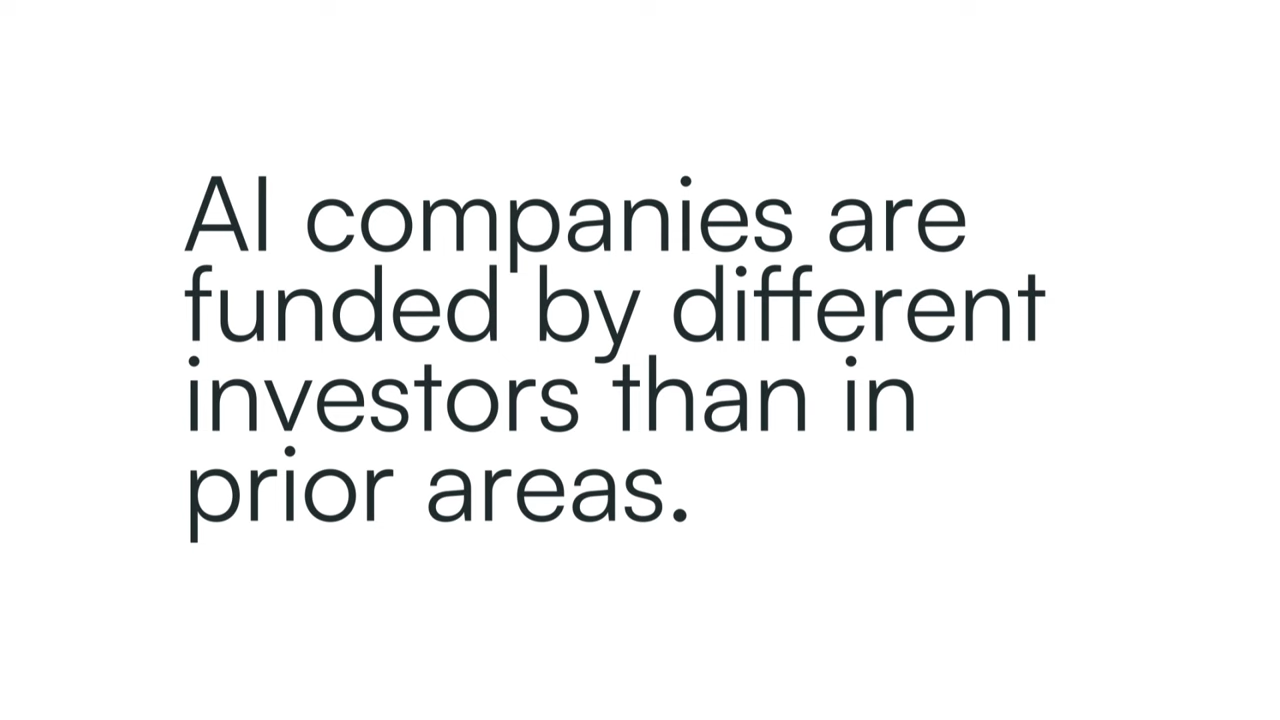 AI companies are
funded by different
investors than in
prior areas.